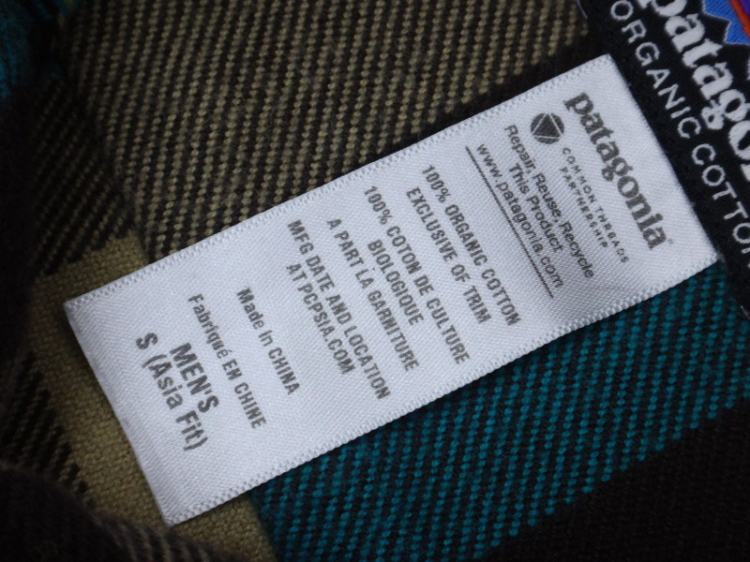 patagonia
ORGANIC COTTON
patagonia
COMMON THREADS
PARTNERSHIP
Repair, Reuse, Recycle
This Product
www.patagonia.com
100% ORGANIC COTTON
EXCLUSIVE OF TRIM
100% COTON DE CULTURE
BIOLOGIQUE
A PART LA GARNITURE
MFG DATE AND LOCATION
AT PCPSIA.COM
Made in CHINA
Fabriqué EN CHINE
MEN'S
S (Asia Fit)